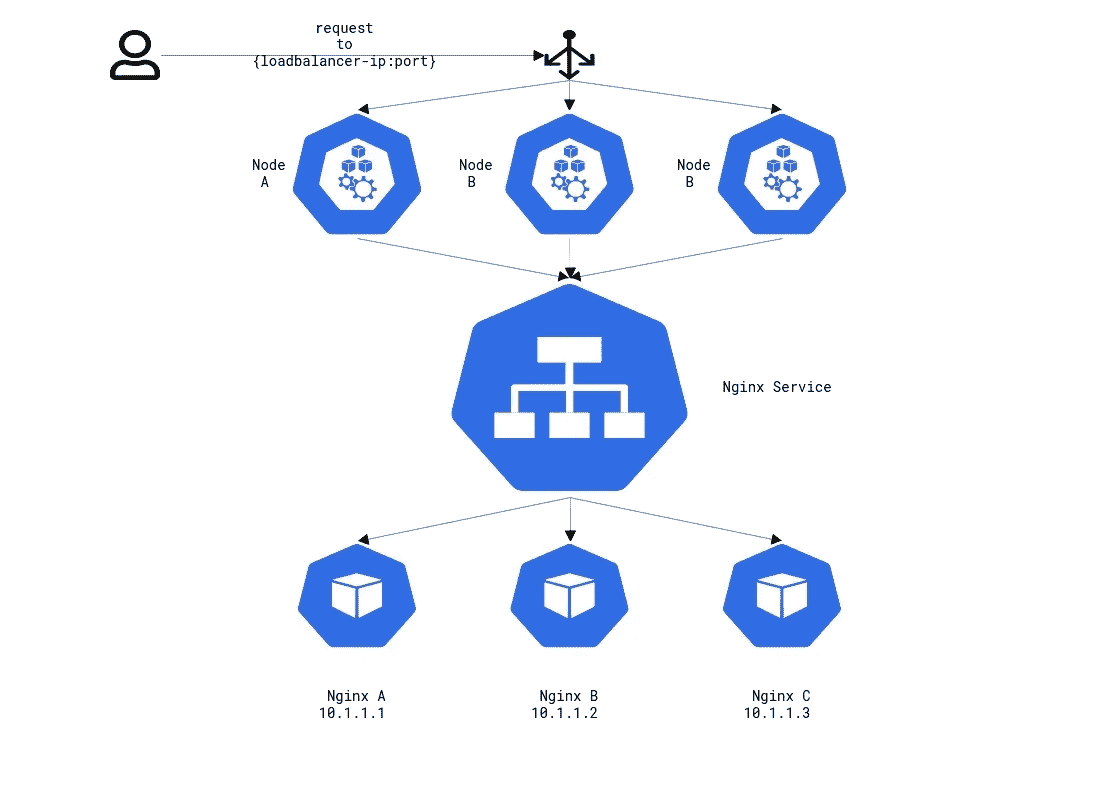 request
to
{loadbalancer-ip:port}
Node
A
Node
B
Node
B
Nginx Service
Nginx A
10.1.1.1
Nginx B
10.1.1.2
Nginx C
10.1.1.3